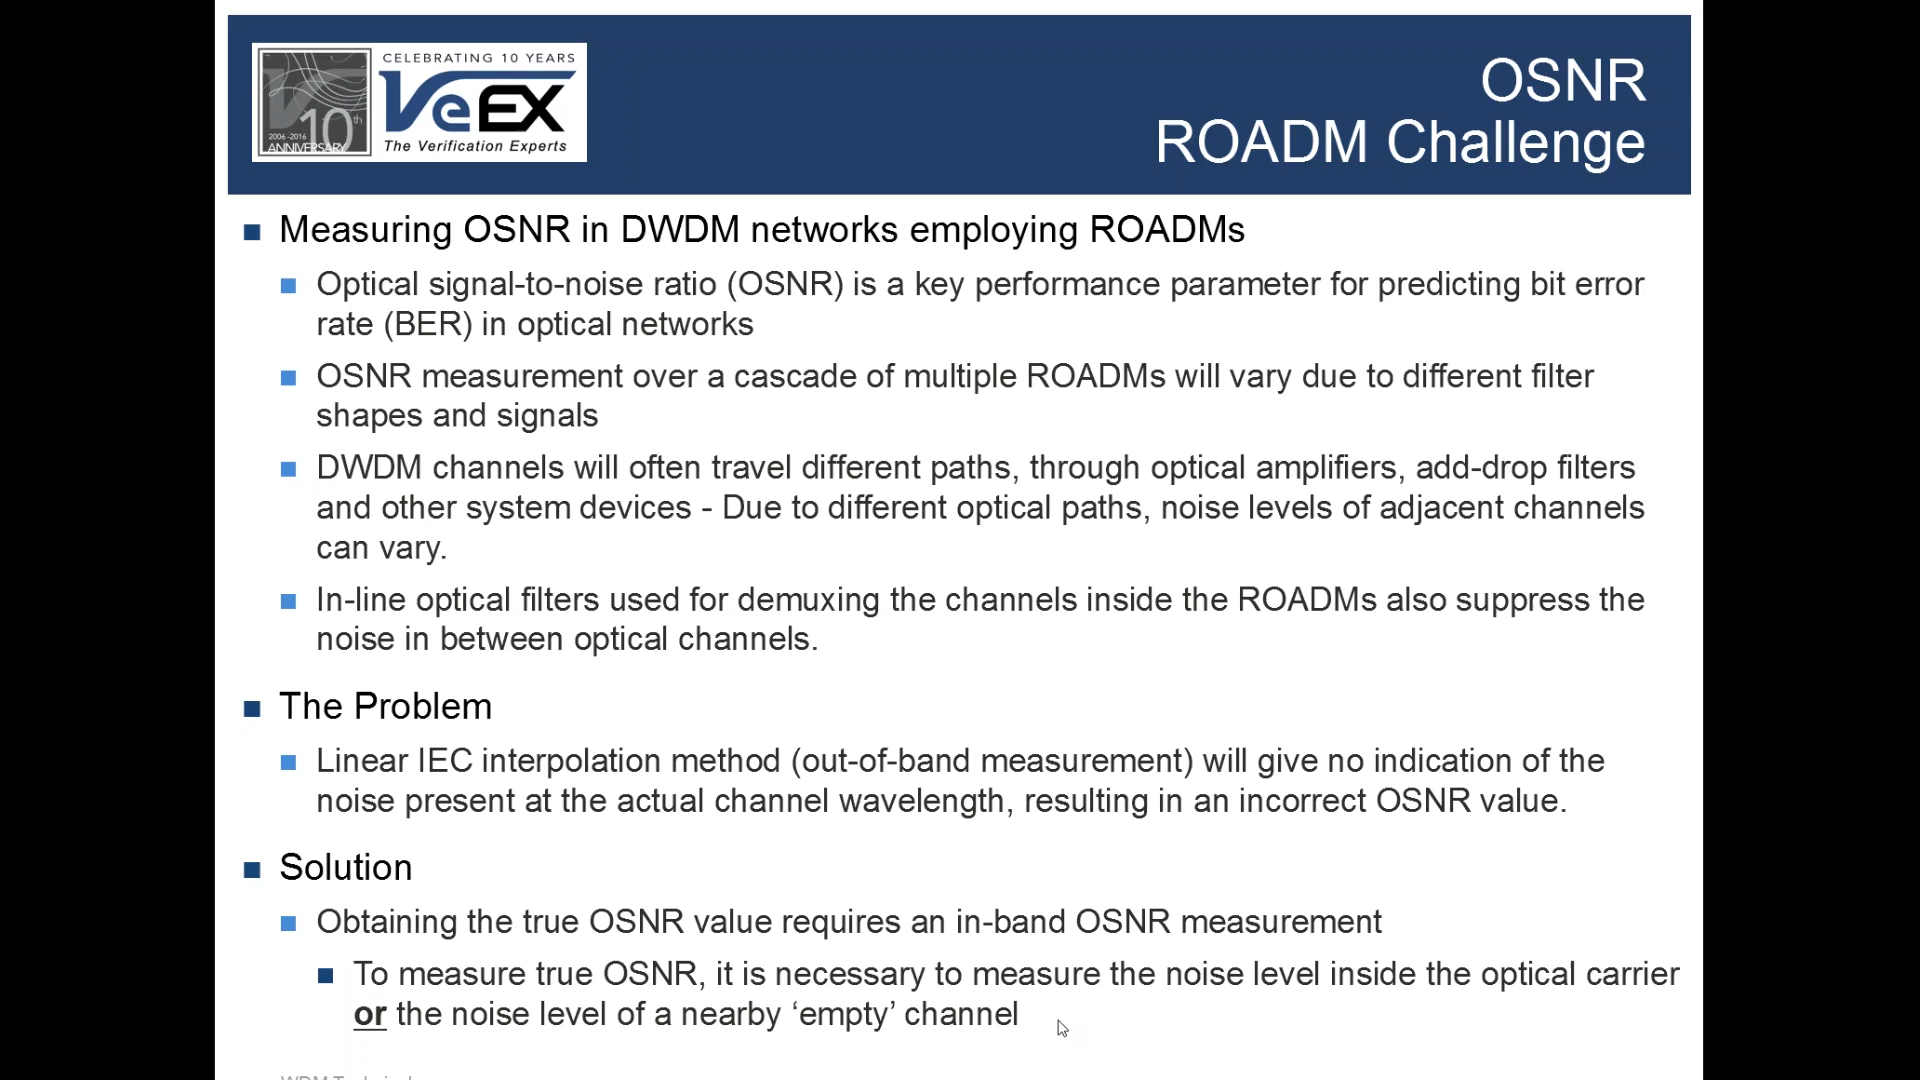 CELEBRATING 10 YEARS
VeEX
The Verification Experts
10th
2006-2016
ANNIVERSARY
OSNR
ROADM Challenge
Measuring OSNR in DWDM networks employing ROADMs
Optical signal-to-noise ratio (OSNR) is a key performance parameter for predicting bit error
rate (BER) in optical networks
OSNR measurement over a cascade of multiple ROADMs will vary due to different filter
shapes and signals
DWDM channels will often travel different paths, through optical amplifiers, add-drop filters
and other system devices - Due to different optical paths, noise levels of adjacent channels
can vary.
In-line optical filters used for demuxing the channels inside the ROADMs also suppress the
noise in between optical channels.
The Problem
Linear IEC interpolation method (out-of-band measurement) will give no indication of the
noise present at the actual channel wavelength, resulting in an incorrect OSNR value.
Solution
Obtaining the true OSNR value requires an in-band OSNR measurement
To measure true OSNR, it is necessary to measure the noise level inside the optical carrier
or the noise level of a nearby ‘empty’ channel